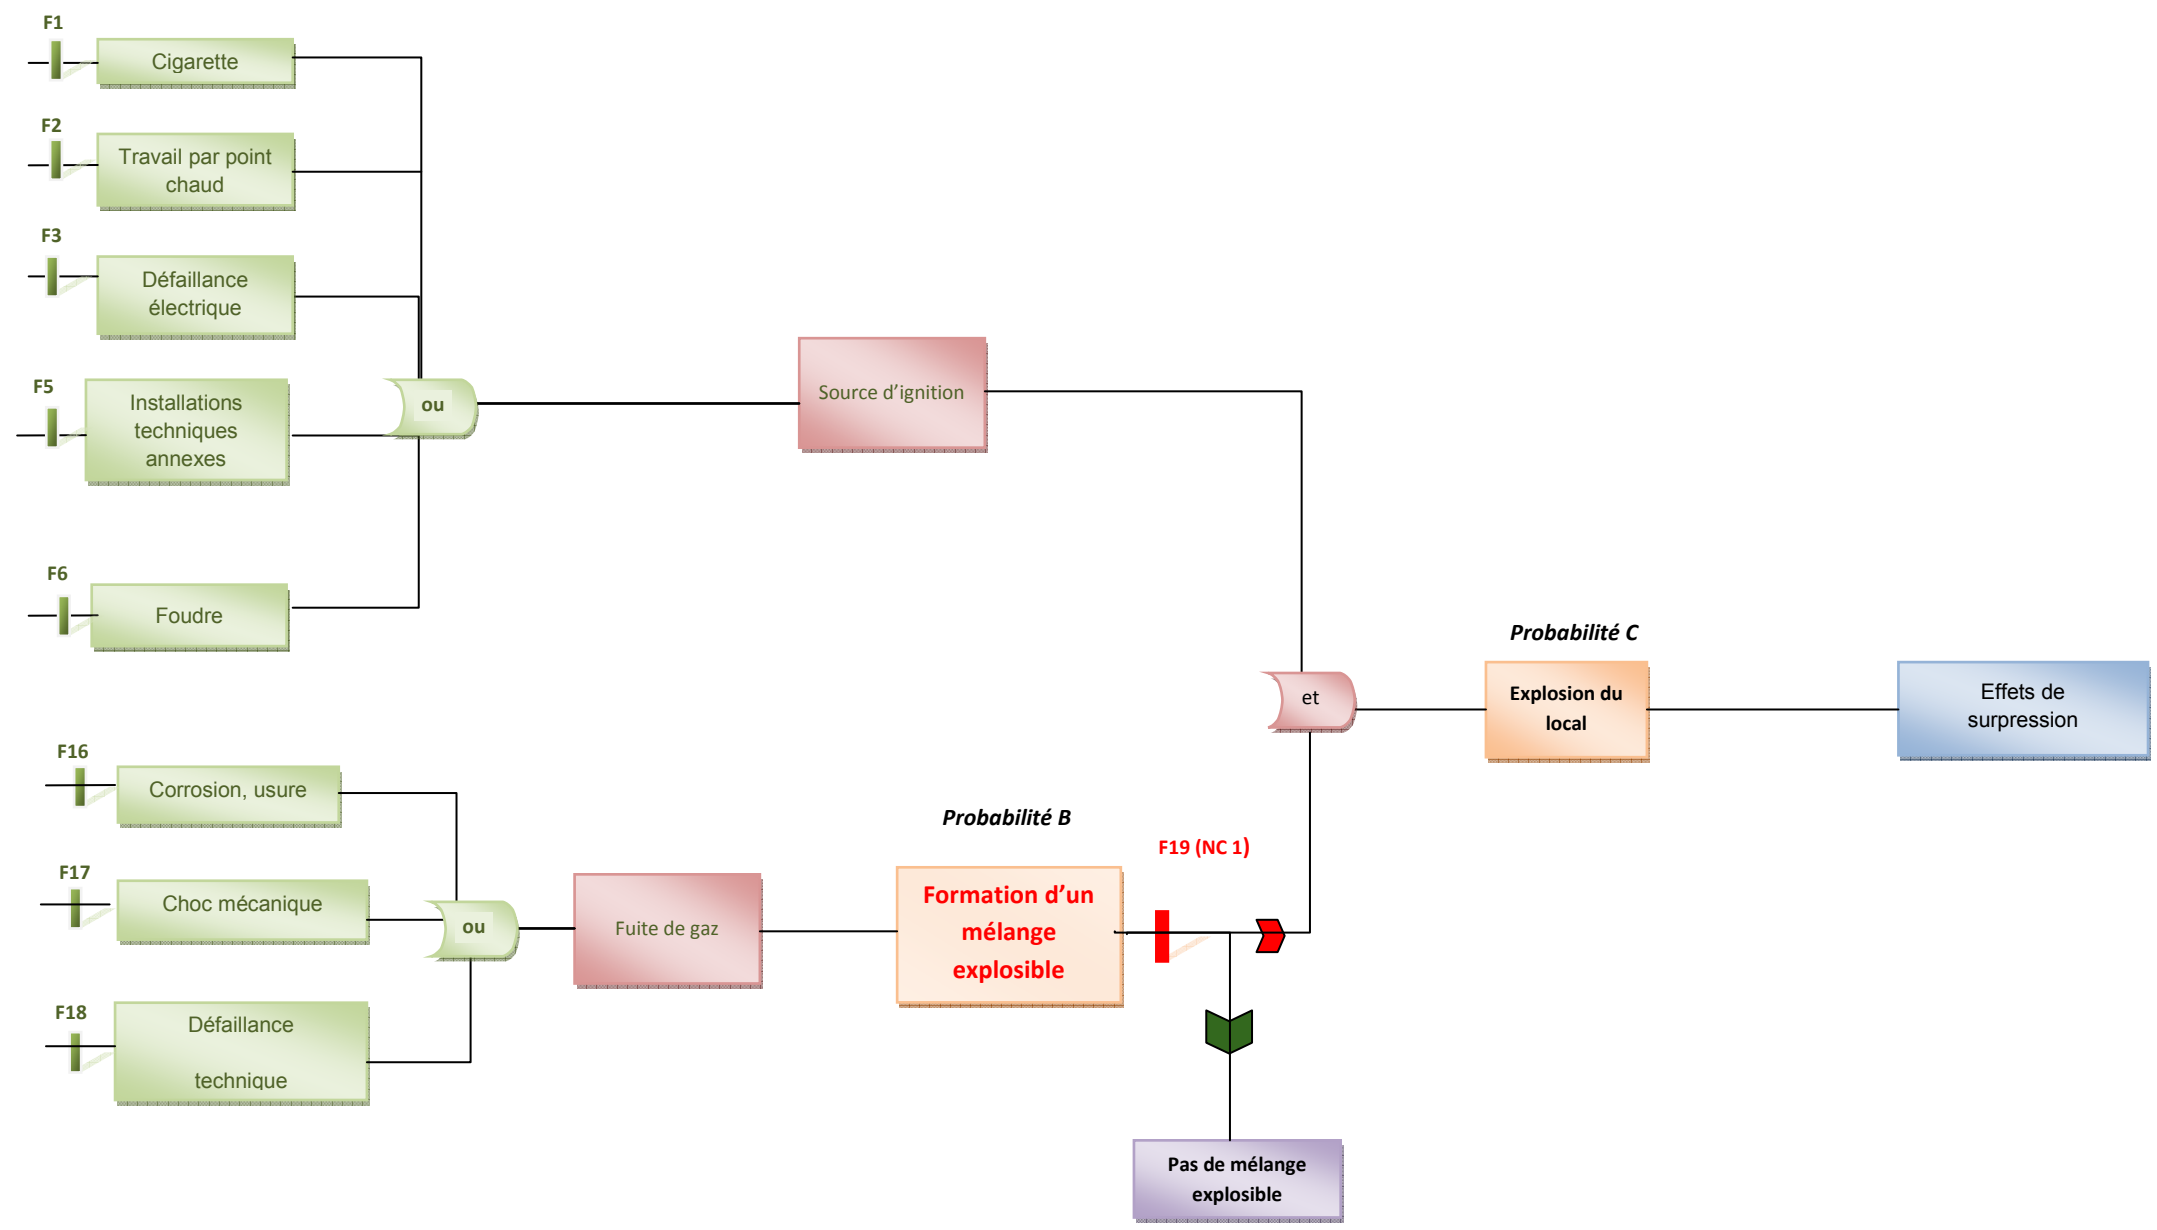 F1
Cigarette
F2
Travail par point
chaud
F3
Défaillance
électrique
F5
Installations
techniques
annexes
ou
Source d’ignition
F6
Foudre
Probabilité C
et
Explosion du
local
Effets de
surpression
F16
Corrosion, usure
Probabilité B
F19 (NC 1)
F17
Choc mécanique
ou
Fuite de gaz
Formation d’un
mélange
explosible
F18
Défaillance
technique
Pas de mélange
explosible